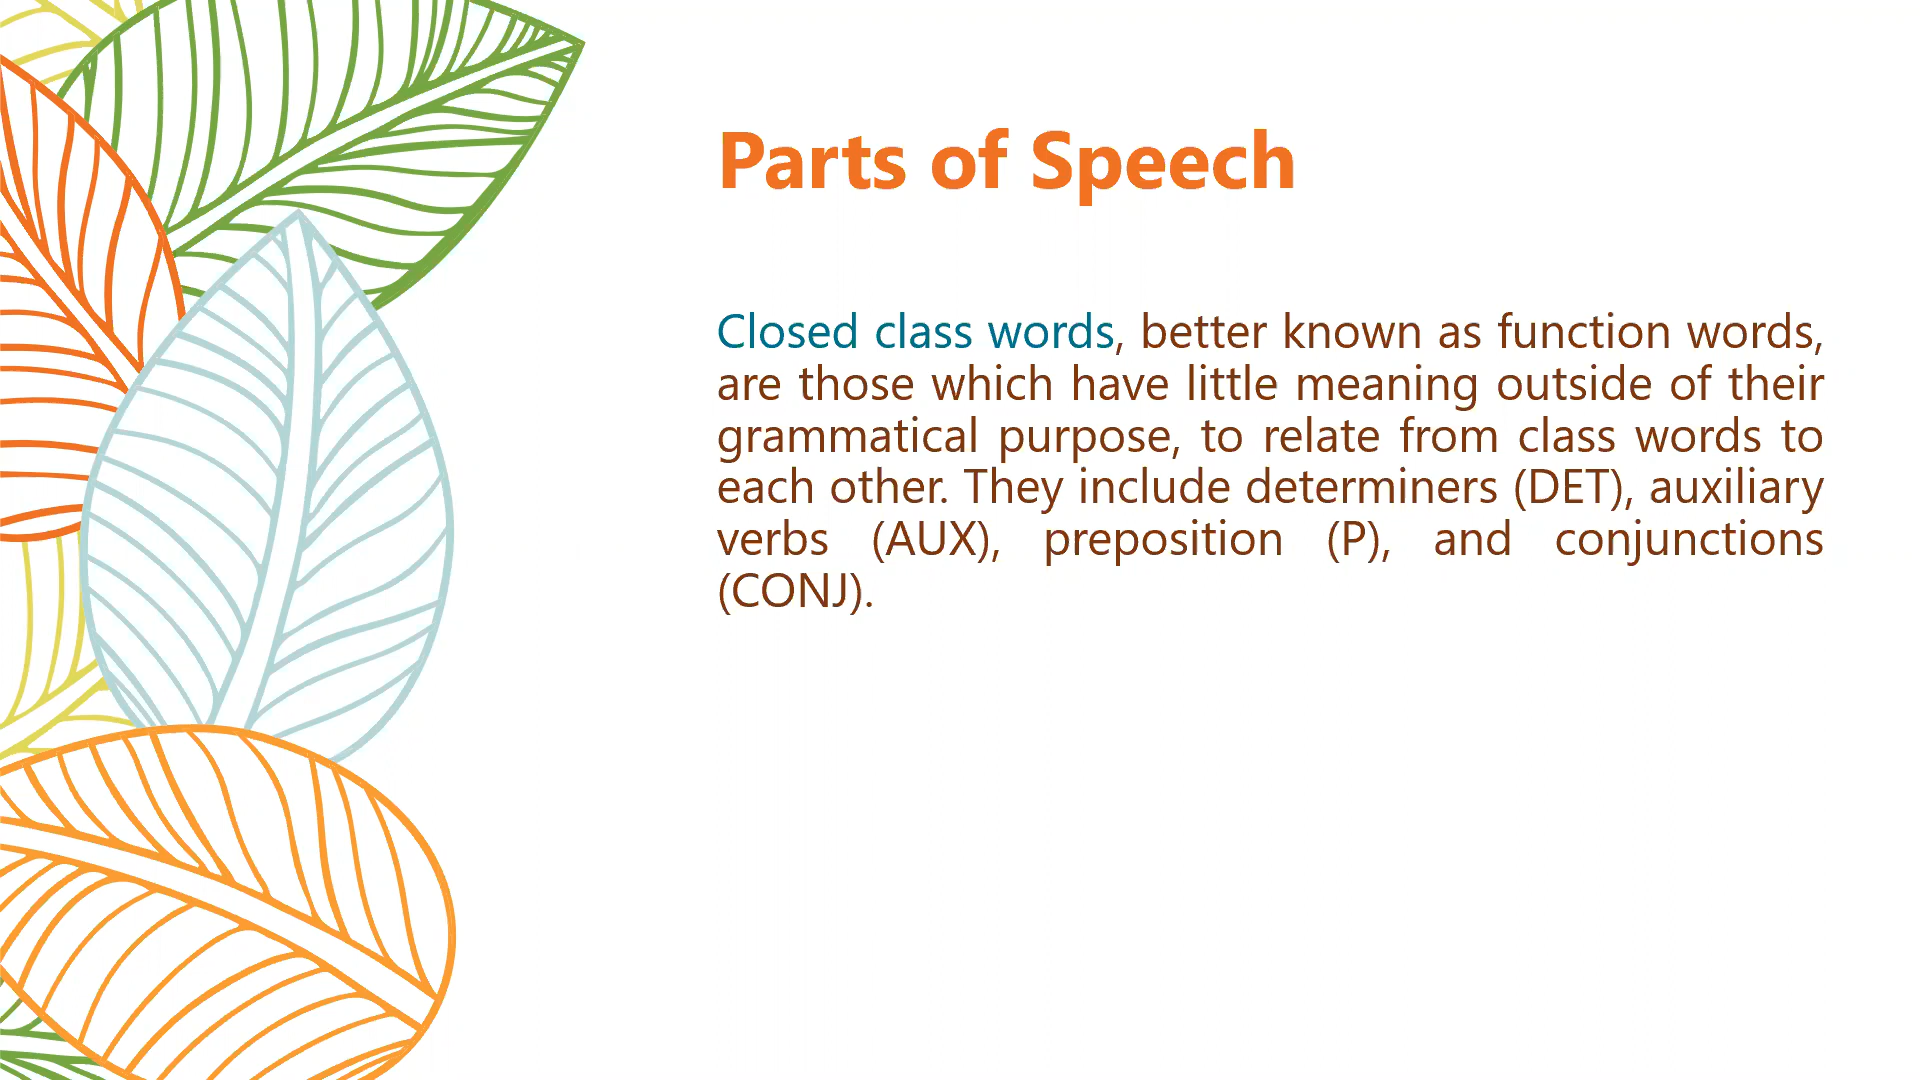 Parts of Speech
Closed class words, better known as function words,
are those which have little meaning outside of their
grammatical purpose, to relate from class words to
each other. They include determiners (DET), auxiliary
verbs (AUX), preposition (P), and conjunctions
(CONJ).